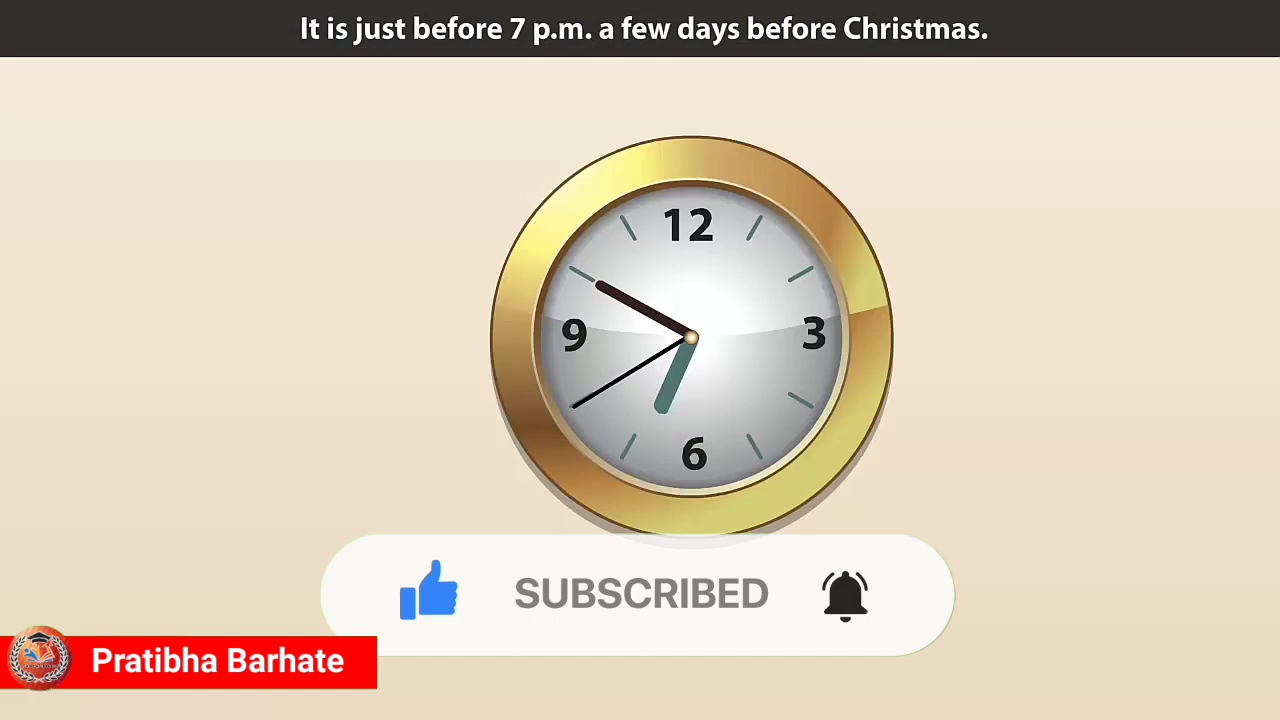 It is just before 7 p.m. a few days before Christmas.
12
9
3
6
SUBSCRIBED
Pratibha Barhate